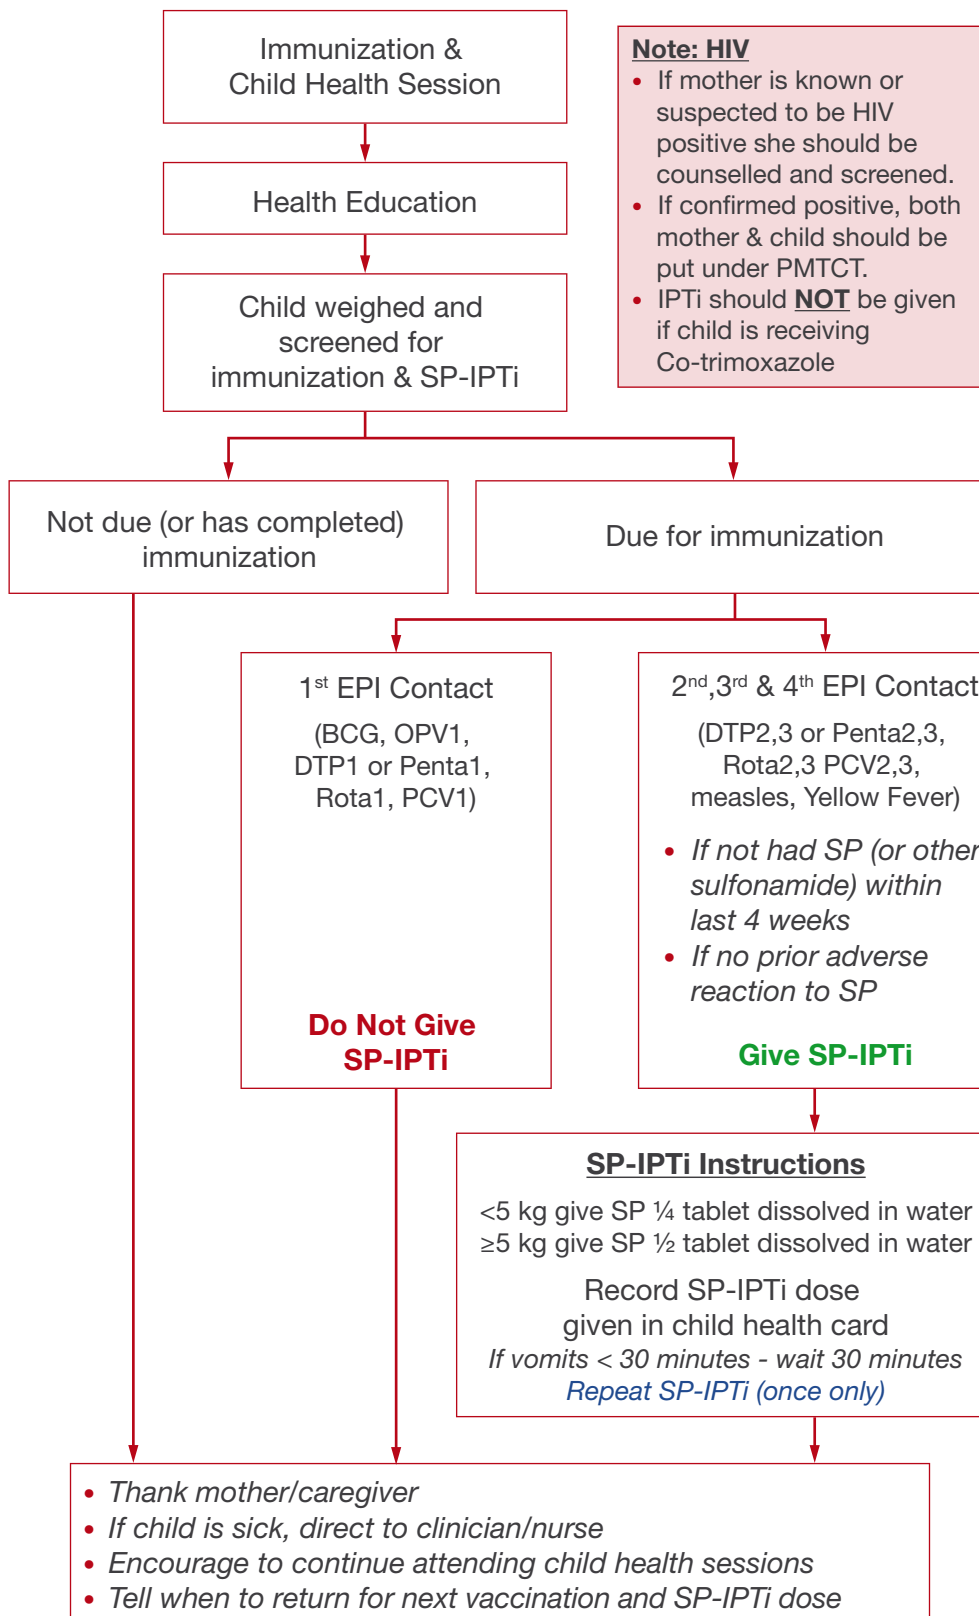 Immunization &
Child Health Session
Note: HIV
• If mother is known or
suspected to be HIV
positive she should be
counselled and screened.
• If confirmed positive, both
mother & child should be
put under PMTCT.
• IPTi should NOT be given
if child is receiving
Co-trimoxazole
Health Education
Child weighed and
screened for
immunization & SP-IPTi
Not due (or has completed)
immunization
Due for immunization
1st EPI Contact
(BCG, OPV1,
DTP1 or Penta1,
Rota1, PCV1)
Do Not Give
SP-IPTi
2nd,3rd & 4th EPI Contact
(DTP2,3 or Penta2,3,
Rota2,3 PCV2,3,
measles, Yellow Fever)
• If not had SP (or other
sulfonamide) within
last 4 weeks
• If no prior adverse
reaction to SP
Give SP-IPTi
SP-IPTi Instructions
<5 kg give SP ¼ tablet dissolved in water
≥5 kg give SP ½ tablet dissolved in water
Record SP-IPTi dose
given in child health card
If vomits < 30 minutes - wait 30 minutes
Repeat SP-IPTi (once only)
• Thank mother/caregiver
• If child is sick, direct to clinician/nurse
• Encourage to continue attending child health sessions
• Tell when to return for next vaccination and SP-IPTi dose